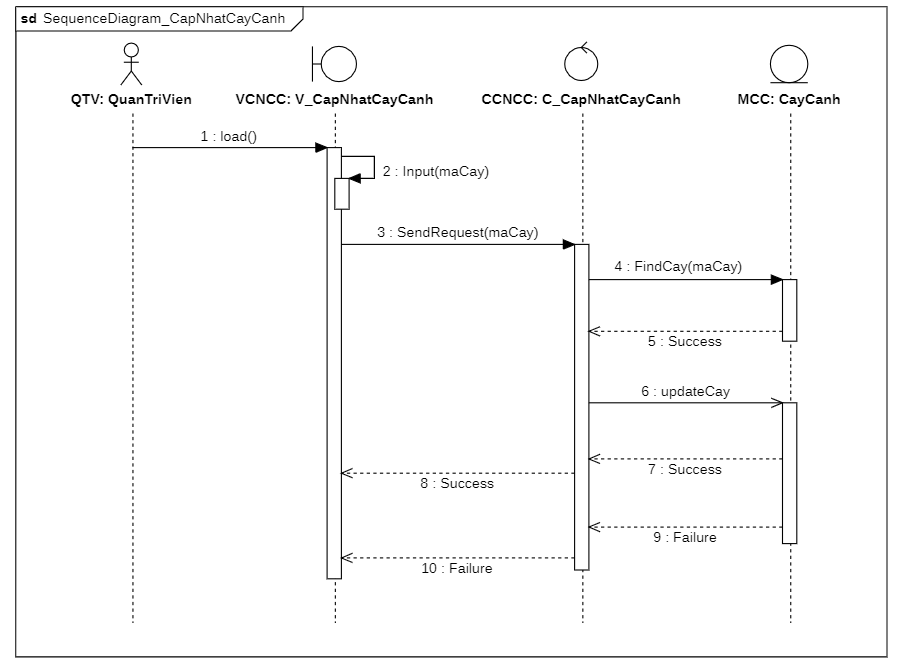 sd SequenceDiagram_CapNhatCayCanh
QTV: QuanTriVien
VCNCC: V_CapNhatCayCanh
CCNCC: C_CapNhatCayCanh
MCC: CayCanh
1 : load()
2 : Input(maCay)
3 : SendRequest(maCay)
4 : FindCay(maCay)
5 : Success
6 : updateCay
7 : Success
8 : Success
9 : Failure
10 : Failure